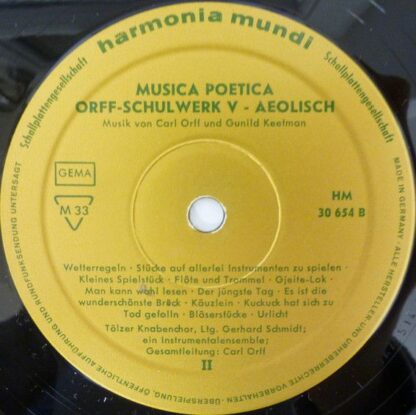 harmonia mundi
Schallplattengesellschaft
Schallplattengesellschaft
MUSICA POETICA
ORFF-SCHULWERK V - AEOLISCH
Musik von Carl Orff und Gunild Keetman
GEMA
M 33
HM
30 654 B
Wetterregeln · Stücke auf allerlei Instrumenten zu spielen ·
Kleines Spielstück · Flöte und Trommel · Gjeite-Lok ·
Man kann wohl lesen · Der jüngste Tag · Es ist die
wunderschönste Brück · Käuzlein · Kuckuck hat sich zu
Tod gefolln · Bläserstücke · Urlicht
Tölzer Knabenchor, Ltg. Gerhard Schmidt;
ein Instrumentalensemble;
Gesamtleitung: Carl Orff
II
MADE IN GERMANY · ALLE HERSTELLER- UND URHEBERRECHTE VORBEHALTEN · ÜBERSPIELUNG, ÖFFENTLICHE AUFFÜHRUNG UND RUNDFUNKSENDUNG UNTERSAGT